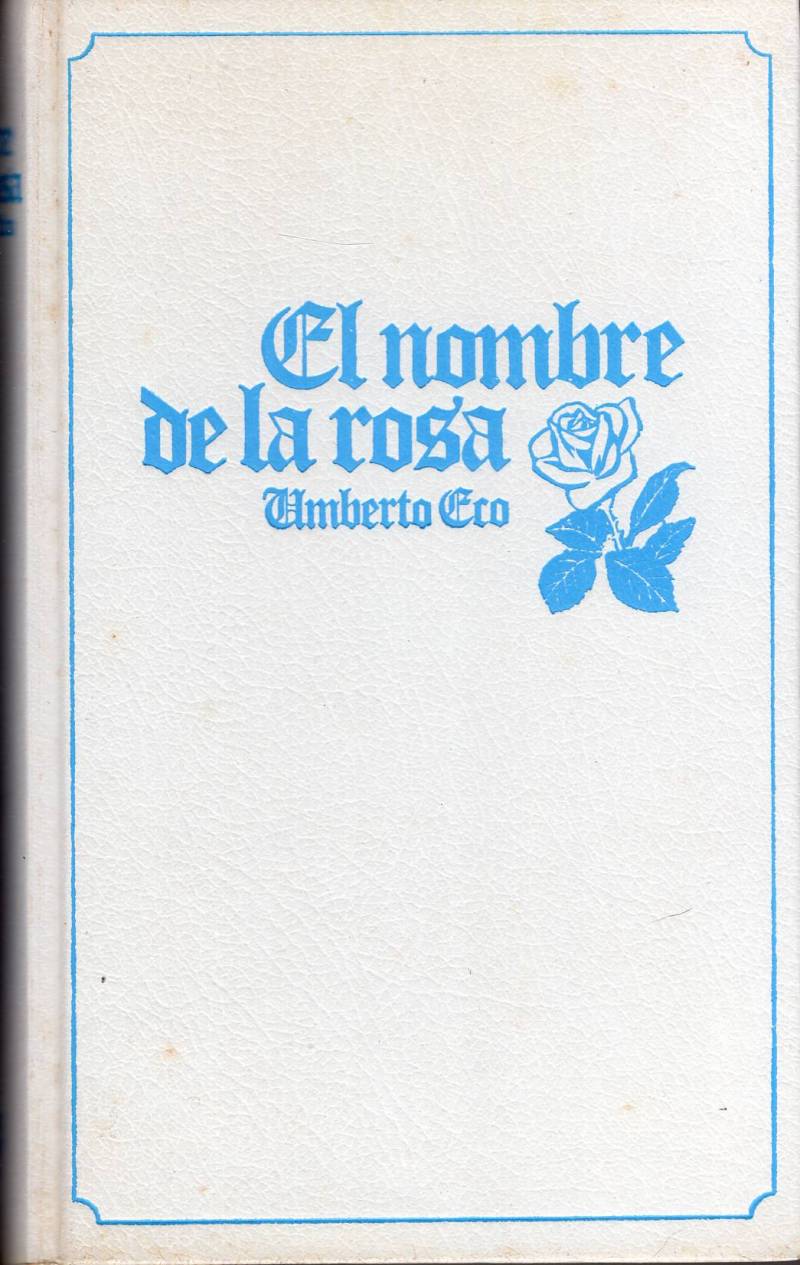 El nombre
de la rosa
Umberto Eco